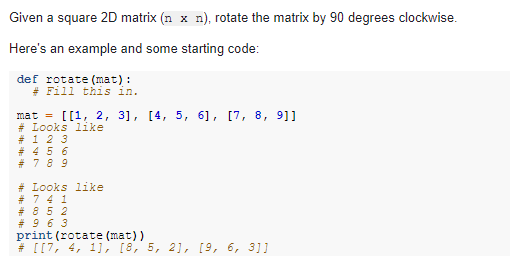 Given a square 2D matrix (n x n), rotate the matrix by 90 degrees clockwise.
Here's an example and some starting code:
def rotate(mat):
  # Fill this in.
mat = [[1, 2, 3], [4, 5, 6], [7, 8, 9]]
# Looks like
# 1 2 3
# 4 5 6
# 7 8 9
# Looks like
# 7 4 1
# 8 5 2
# 9 6 3
print(rotate(mat))
# [[7, 4, 1], [8, 5, 2], [9, 6, 3]]